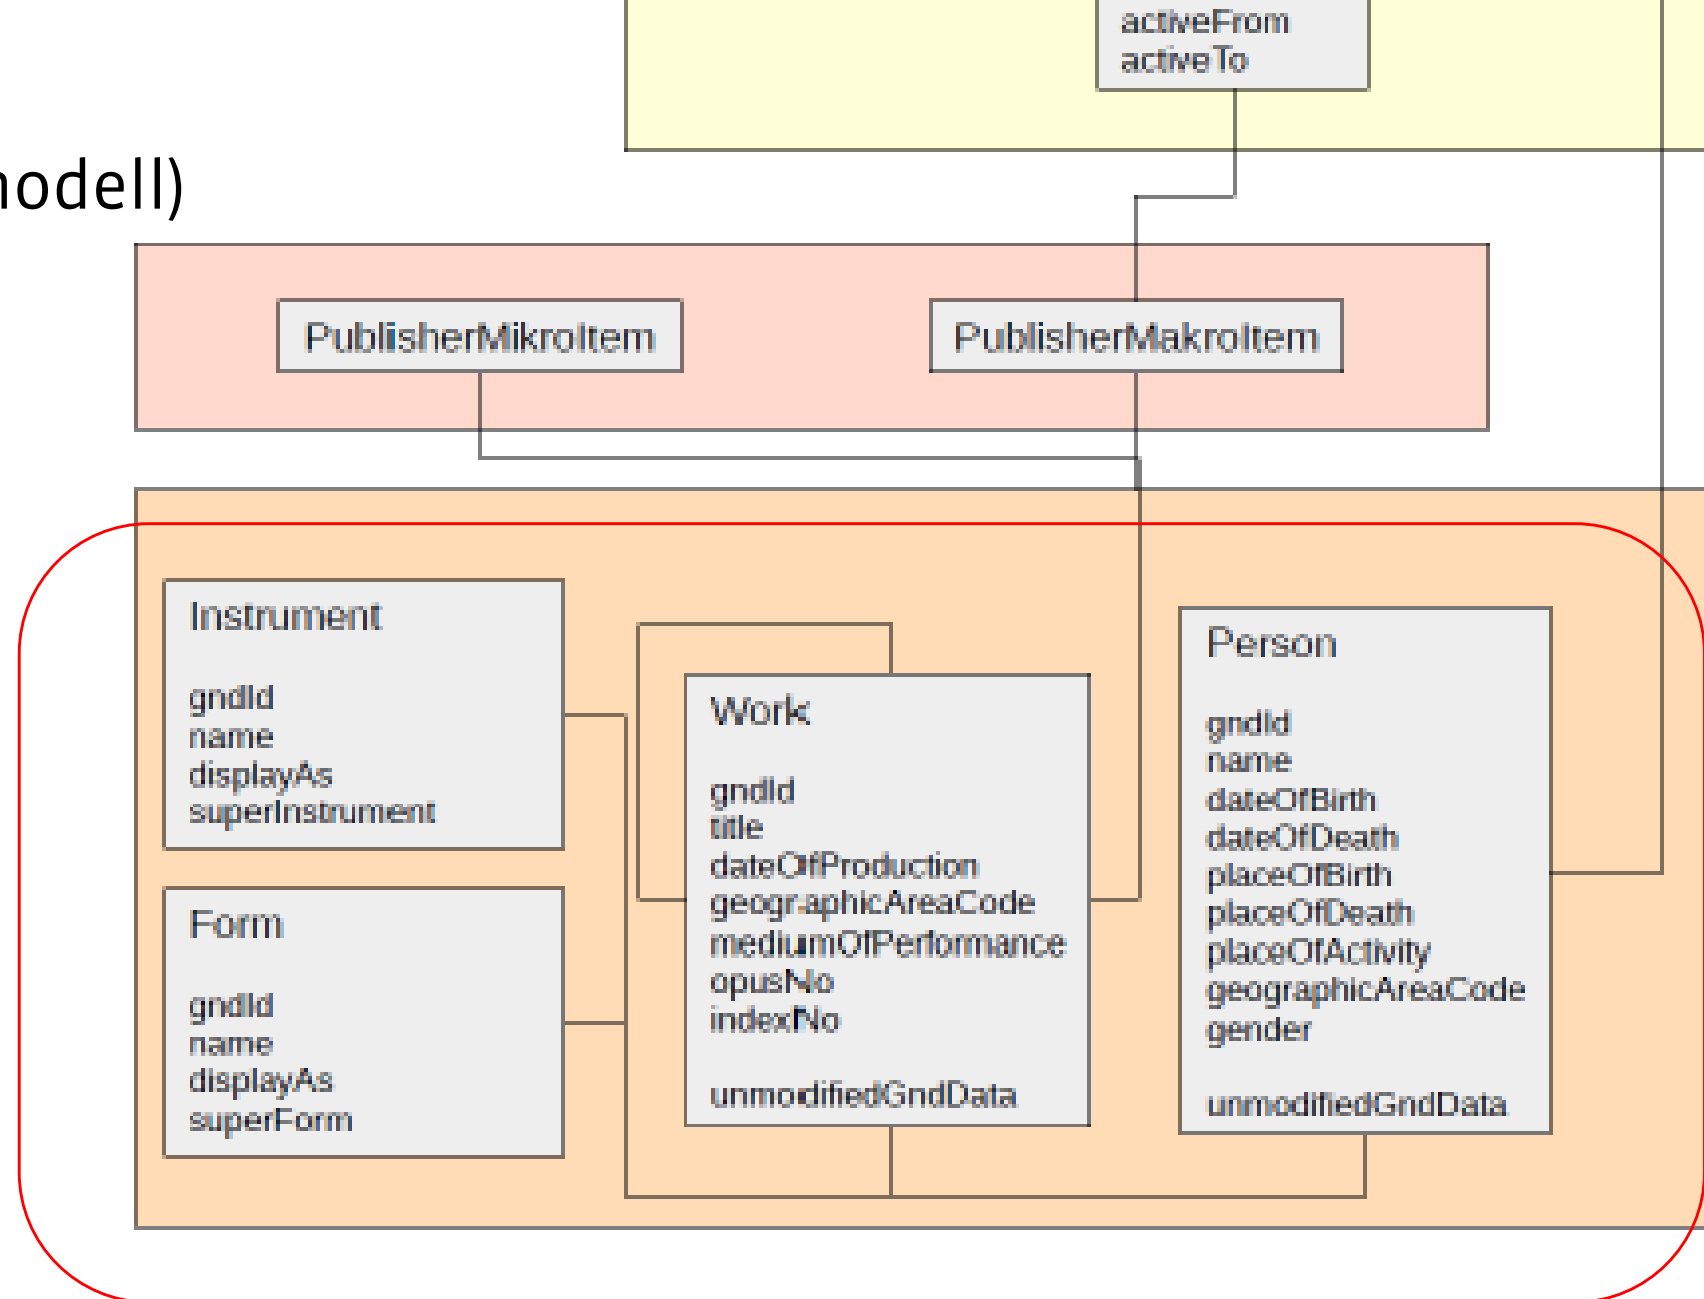 activeFrom
activeTo
nodell)
PublisherMikroItem
PublisherMakroItem
Instrument
gndId
name
displayAs
superInstrument
Form
gndId
name
displayAs
superForm
Work
gndId
title
dateOfProduction
geographicAreaCode
mediumOfPerformance
opusNo
indexNo
unmodifiedGndData
Person
gndId
name
dateOfBirth
dateOfDeath
placeOfBirth
placeOfDeath
placeOfActivity
geographicAreaCode
gender
unmodifiedGndData